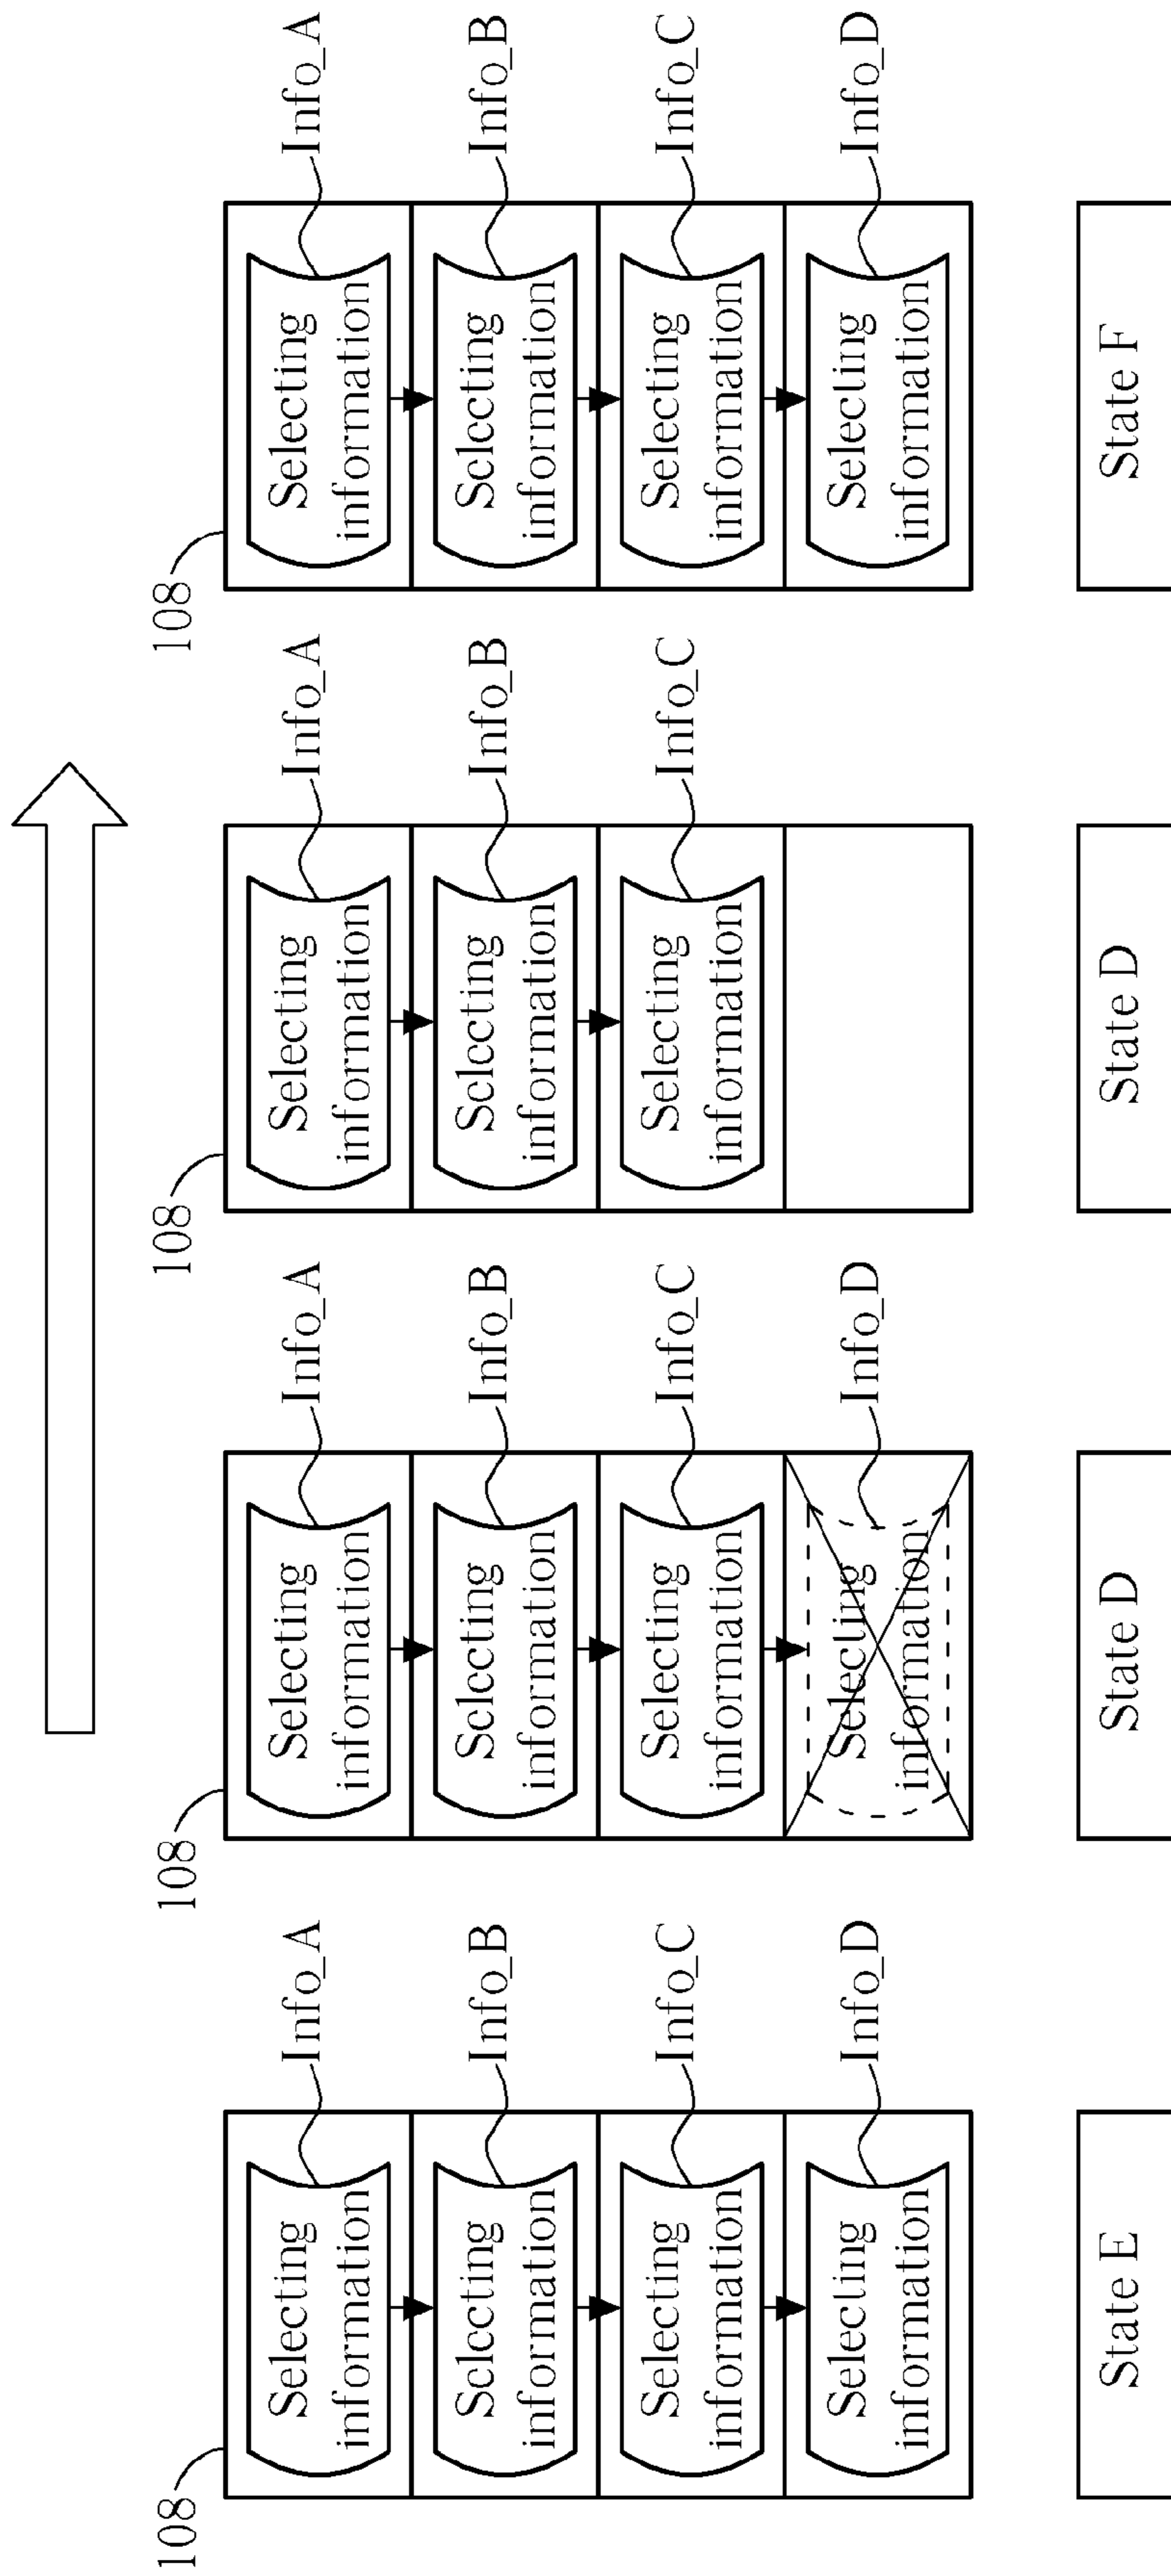 108
Selecting
information
Info_A
Selecting
information
Info_B
Selecting
information
Info_C
Selecting
information
Info_D
State E
108
Selecting
information
Info_A
Selecting
information
Info_B
Selecting
information
Info_C
Selecting
information
Info_D
State D
108
Selecting
information
Info_A
Selecting
information
Info_B
Selecting
information
Info_C
State D
108
Selecting
information
Info_A
Selecting
information
Info_B
Selecting
information
Info_C
Selecting
information
Info_D
State F